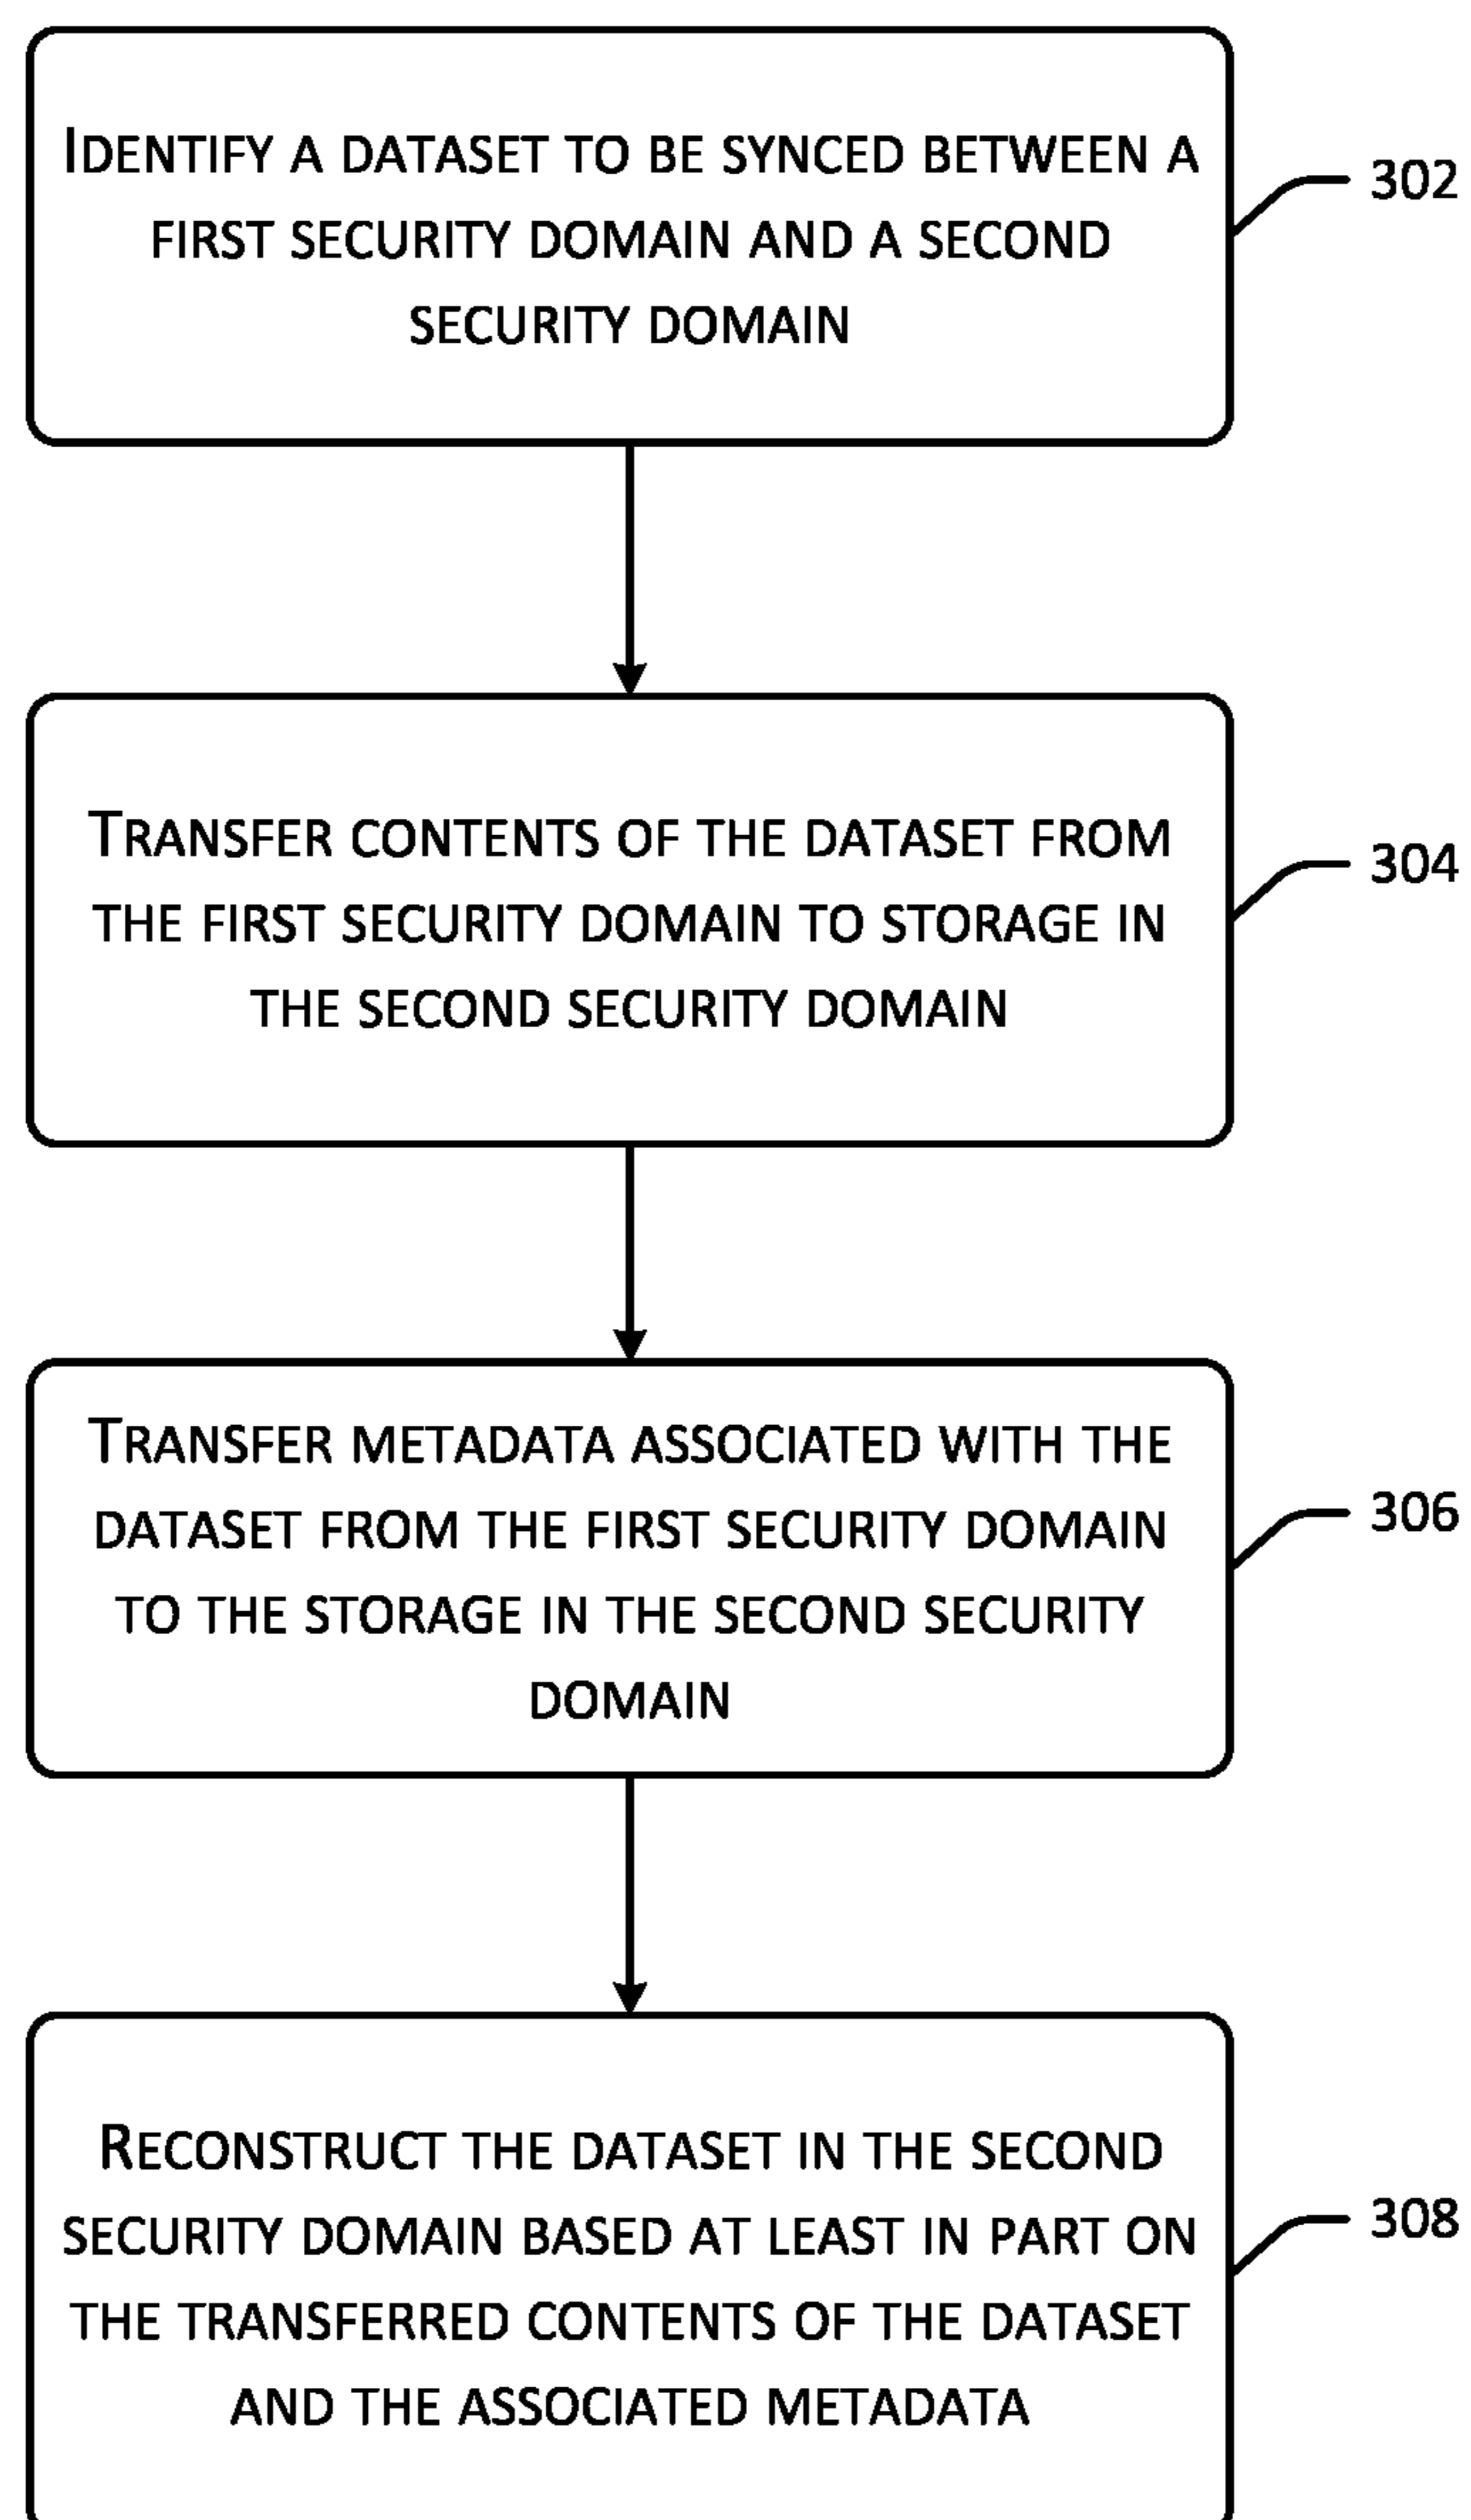 IDENTIFY A DATASET TO BE SYNCED BETWEEN A
FIRST SECURITY DOMAIN AND A SECOND
SECURITY DOMAIN
302
TRANSFER CONTENTS OF THE DATASET FROM
THE FIRST SECURITY DOMAIN TO STORAGE IN
THE SECOND SECURITY DOMAIN
304
TRANSFER METADATA ASSOCIATED WITH THE
DATASET FROM THE FIRST SECURITY DOMAIN
TO THE STORAGE IN THE SECOND SECURITY
DOMAIN
306
RECONSTRUCT THE DATASET IN THE SECOND
SECURITY DOMAIN BASED AT LEAST IN PART ON
THE TRANSFERRED CONTENTS OF THE DATASET
AND THE ASSOCIATED METADATA
308